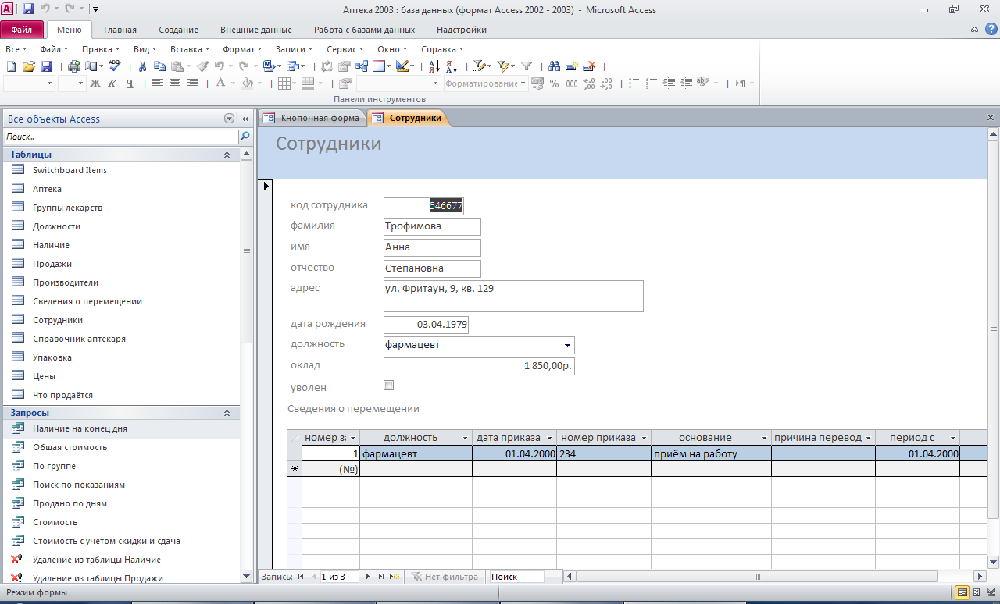 Аптека 2003 : база данных (формат Access 2002 - 2003) - Microsoft Access
Файл Меню Главная Создание Внешние данные Работа с базами данных Надстройки
Все Файл Правка Вид Вставка Формат Записи Сервис Окно Справка
Ж К Ч Форматирование % 000
Панели инструментов
Все объекты Access
Поиск...
Таблицы
Switchboard Items
Аптека
Группы лекарств
Должности
Наличие
Продажи
Производители
Сведения о перемещении
Сотрудники
Справочник аптекаря
Упаковка
Цены
Что продаётся
Запросы
Наличие на конец дня
Общая стоимость
По группе
Поиск по показаниям
Продано по дням
Стоимость
Стоимость с учётом скидки и сдача
Удаление из таблицы Наличие
Удаление из таблицы Продажи
Кнопочная форма Сотрудники
Сотрудники
код сотрудника 546677
фамилия Трофимова
имя Анна
отчество Степановна
адрес ул. Фритаун, 9, кв. 129
дата рождения 03.04.1979
должность фармацевт
оклад 1 850,00р.
уволен
Сведения о перемещении
номер за должность дата приказа номер приказа основание причина перевод период с
1 фармацевт 01.04.2000 234 приём на работу 01.04.2000
(№)
Запись: 1 из 3 Нет фильтра Поиск
Режим формы